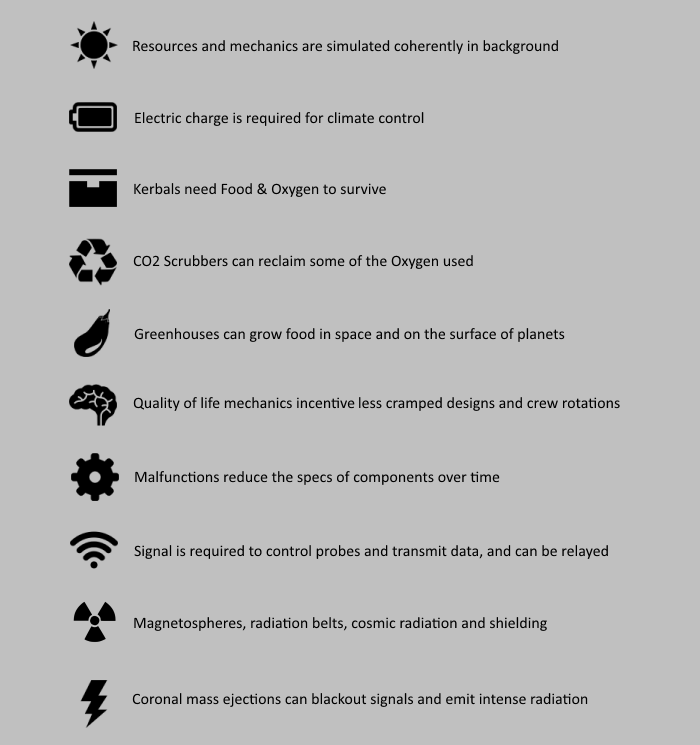 Resources and mechanics are simulated coherently in background
Electric charge is required for climate control
Kerbals need Food & Oxygen to survive
CO2 Scrubbers can reclaim some of the Oxygen used
Greenhouses can grow food in space and on the surface of planets
Quality of life mechanics incentive less cramped designs and crew rotations
Malfunctions reduce the specs of components over time
Signal is required to control probes and transmit data, and can be relayed
Magnetospheres, radiation belts, cosmic radiation and shielding
Coronal mass ejections can blackout signals and emit intense radiation